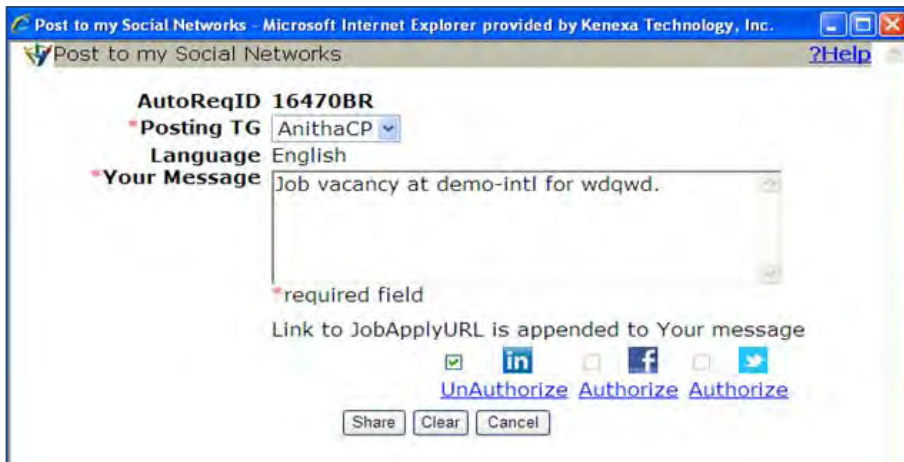 Post to my Social Networks - Microsoft Internet Explorer provided by Kenexa Technology, Inc.
Post to my Social Networks ?Help
AutoReqID 16470BR
*Posting TG AnithaCP
Language English
*Your Message Job vacancy at demo-intl for wdqwd.
*required field
Link to JobApplyURL is appended to Your message
in f
UnAuthorize Authorize Authorize
Share Clear Cancel